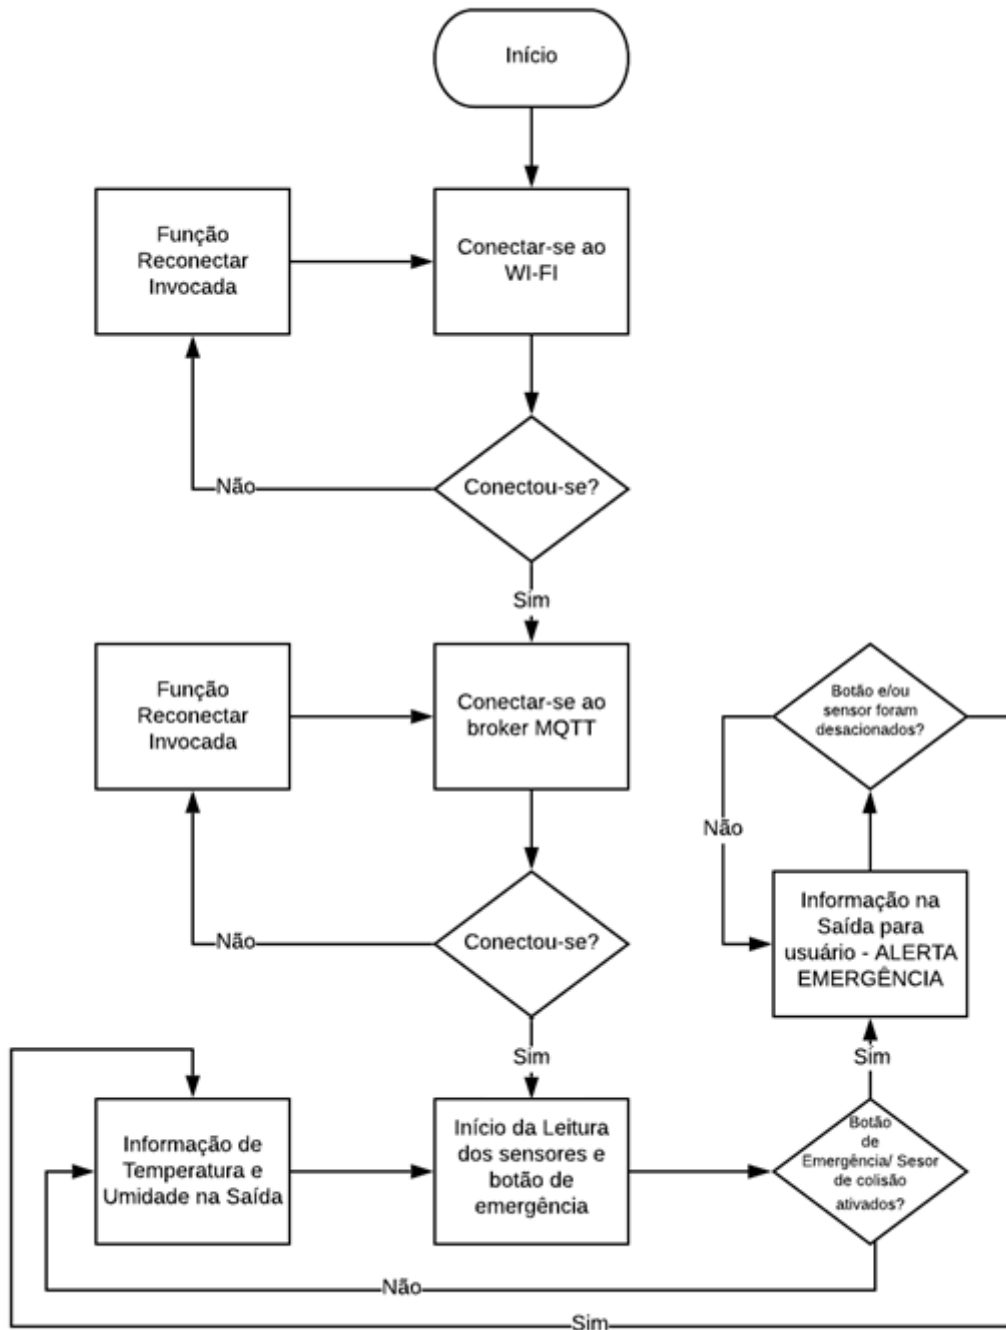 Início
Função
Reconectar
Invocada
Conectar-se ao
WI-FI
Não
Conectou-se?
Sim
Função
Reconectar
Invocada
Conectar-se ao
broker MQTT
Botão e/ou
sensor foram
desacionados?
Não
Informação na
Saída para
usuário - ALERTA
EMERGÊNCIA
Não
Conectou-se?
Sim
Sim
Informação de
Temperatura e
Umidade na Saída
Início da Leitura
dos sensores e
botão de
emergência
Botão
de
Emergência/ Sesor
de colisão
ativados?
Não
Sim